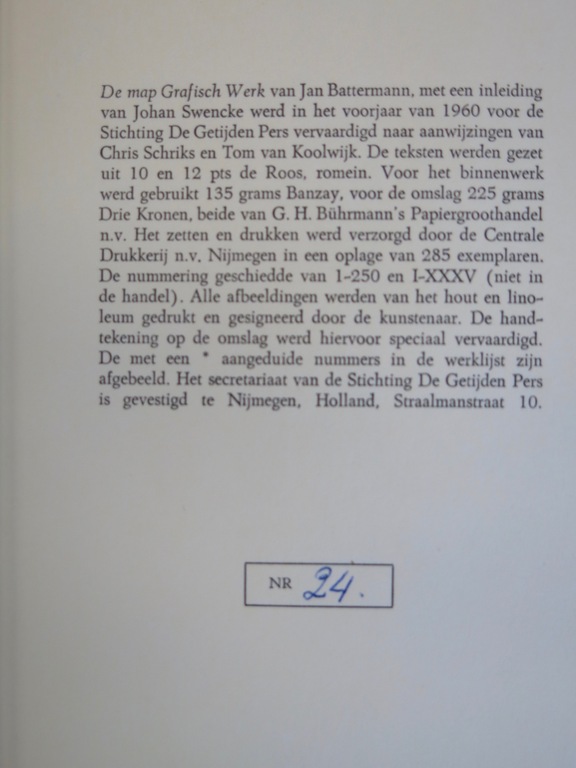 De map Grafisch Werk van Jan Battermann, met een inleiding
van Johan Swencke werd in het voorjaar van 1960 voor de
Stichting De Getijden Pers vervaardigd naar aanwijzingen van
Chris Schriks en Tom van Koolwijk. De teksten werden gezet
uit 10 en 12 pts de Roos, romein. Voor het binnenwerk
werd gebruikt 135 grams Banzay, voor de omslag 225 grams
Drie Kronen, beide van G. H. Bührmann's Papiergroothandel
n.v. Het zetten en drukken werd verzorgd door de Centrale
Drukkerij n.v. Nijmegen in een oplage van 285 exemplaren.
De nummering geschiedde van 1-250 en I-XXXV (niet in
de handel). Alle afbeeldingen werden van het hout en lino-
leum gedrukt en gesigneerd door de kunstenaar. De hand-
tekening op de omslag werd hiervoor speciaal vervaardigd.
De met een * aangeduide nummers in de werklijst zijn
afgebeeld. Het secretariaat van de Stichting De Getijden Pers
is gevestigd te Nijmegen, Holland, Straalmanstraat 10.
NR 24.